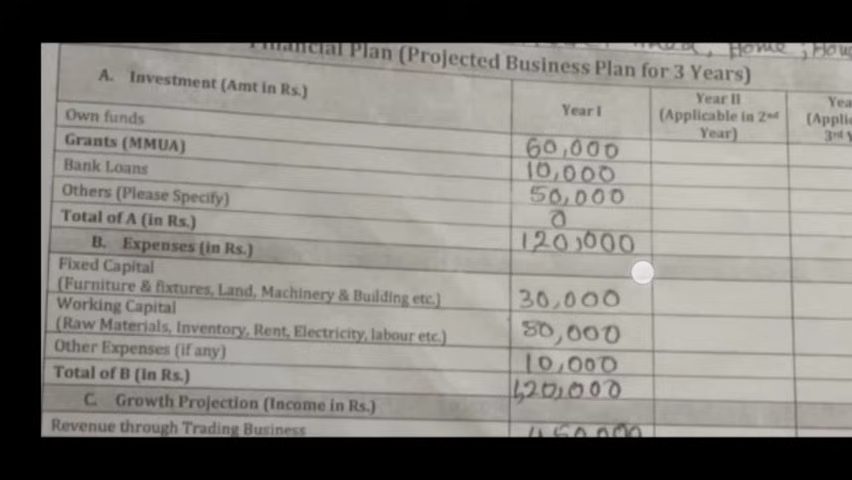 Financial Plan (Projected Business Plan for 3 Years)
A. Investment (Amt in Rs.)
Year I
Year II
(Applicable in 2nd
Year)
Own funds 60,000
Grants (MMUA) 10,000
Bank Loans 50,000
Others (Please Specify) 0
Total of A (in Rs.) 120,000
B. Expenses (in Rs.)
Fixed Capital
(Furniture & fixtures, Land, Machinery & Building etc.) 30,000
Working Capital
(Raw Materials, Inventory, Rent, Electricity, labour etc.) 80,000
Other Expenses (if any) 10,000
Total of B (In Rs.) 1,20,000
C. Growth Projection (Income in Rs.)
Revenue through Trading Business